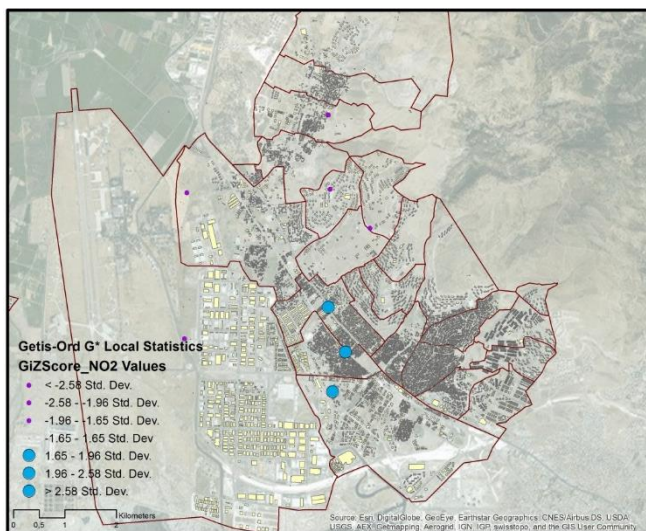 Getis-Ord G* Local Statistics
GiZScore_NO2 Values
< -2.58 Std. Dev.
-2.58 - -1.96 Std. Dev.
-1.96 - -1.65 Std. Dev.
-1.65 - 1.65 Std. Dev
1.65 - 1.96 Std. Dev.
1.96 - 2.58 Std. Dev.
> 2.58 Std. Dev.
0 0,5 1 2
Kilometers
Source: Esri, DigitalGlobe, GeoEye, Earthstar Geographics, CNES/Airbus DS, USDA,
USGS, AEX, Getmapping, Aerogrid, IGN, IGP, swisstopo, and the GIS User Community